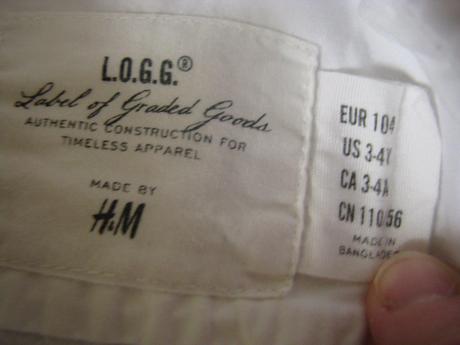 L.O.G.G.®
Label of Graded Goods
AUTHENTIC CONSTRUCTION FOR
TIMELESS APPAREL
MADE BY
H&M
EUR 104
US 3-4Y
CA 3-4A
CN 110/56
MADE IN
BANGLADESH